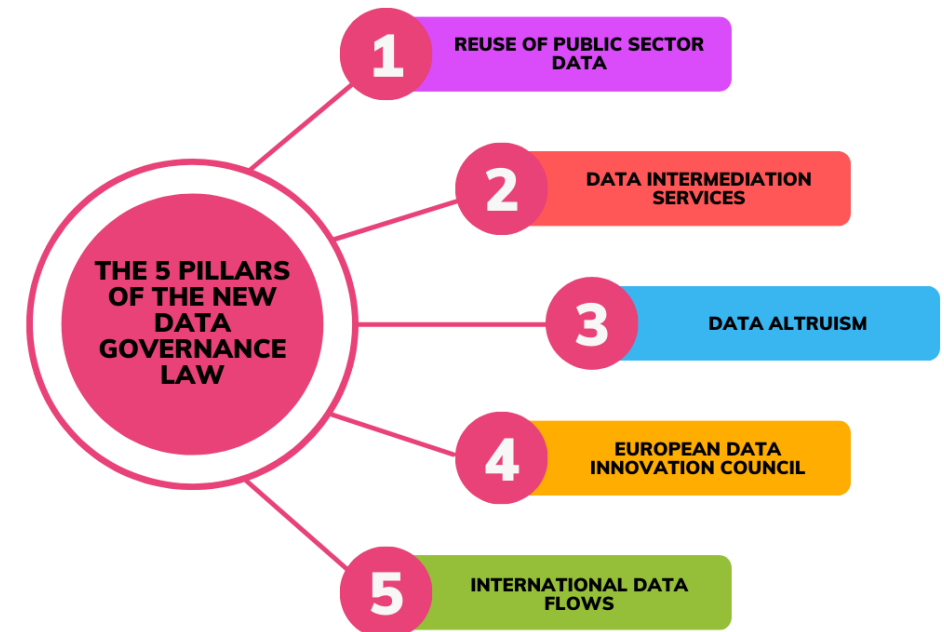 THE 5 PILLARS
OF THE NEW
DATA
GOVERNANCE
LAW
1
REUSE OF PUBLIC SECTOR
DATA
2
DATA INTERMEDIATION
SERVICES
3
DATA ALTRUISM
4
EUROPEAN DATA
INNOVATION COUNCIL
5
INTERNATIONAL DATA
FLOWS